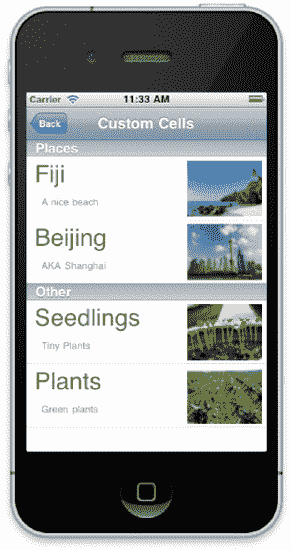 Carrier 11:33 AM
Back Custom Cells
Places
Fiji
A nice beach
Beijing
AKA Shanghai
Other
Seedlings
Tiny Plants
Plants
Green plants